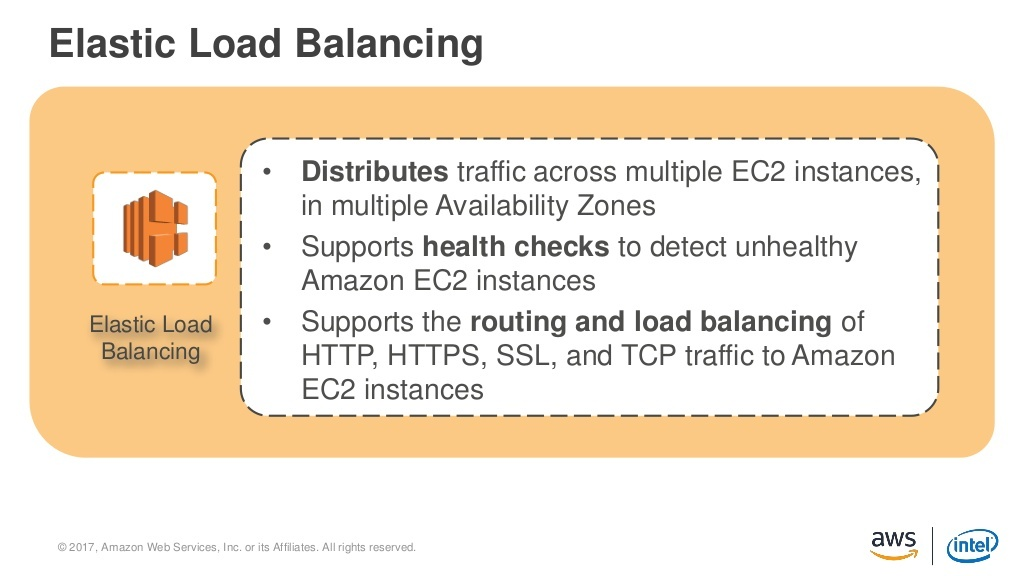 Elastic Load Balancing
• Distributes traffic across multiple EC2 instances,
in multiple Availability Zones
• Supports health checks to detect unhealthy
Amazon EC2 instances
• Supports the routing and load balancing of
HTTP, HTTPS, SSL, and TCP traffic to Amazon
EC2 instances
Elastic Load
Balancing
© 2017, Amazon Web Services, Inc. or its Affiliates. All rights reserved.
aws
intel